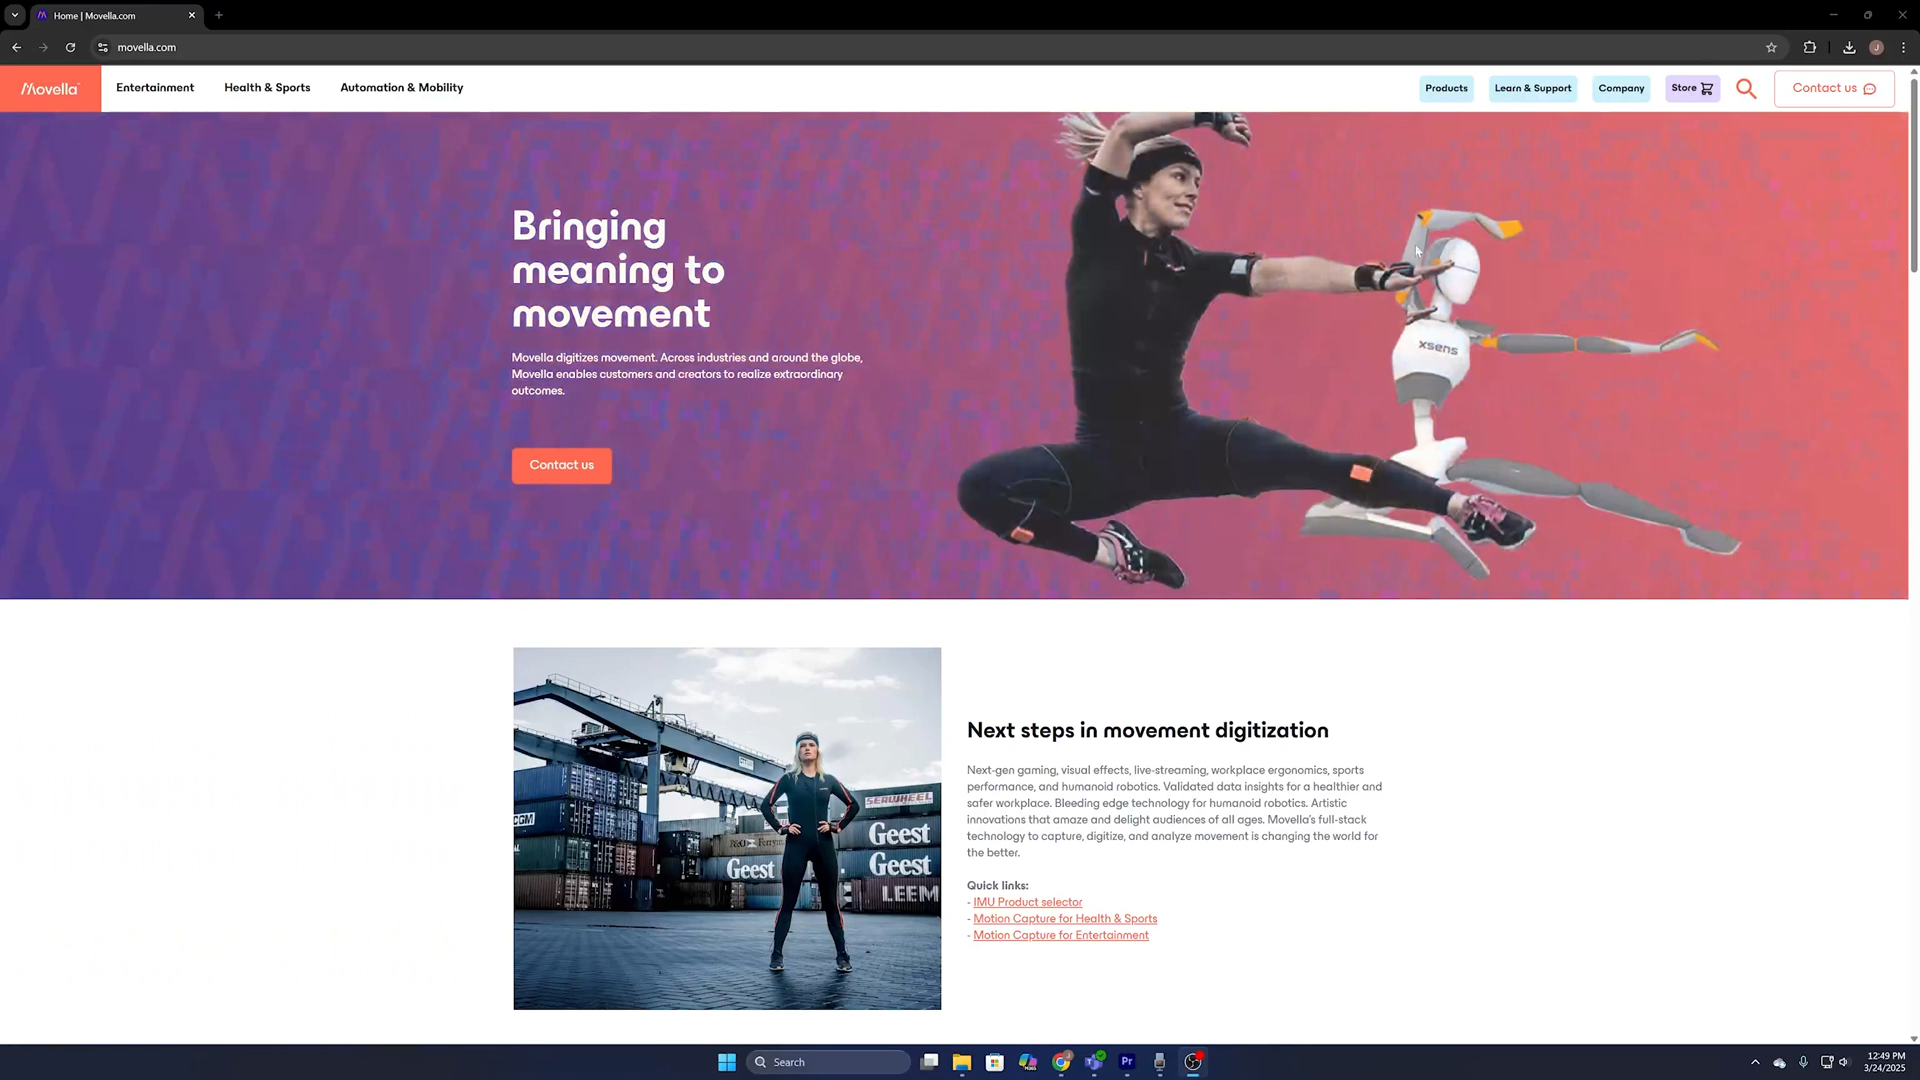 Home | Movella.com
movella.com
Movella
Entertainment
Health & Sports
Automation & Mobility
Products
Learn & Support
Company
Store
Contact us
Bringing
meaning to
movement
Movella digitizes movement. Across industries and around the globe,
Movella enables customers and creators to realize extraordinary
outcomes.
Contact us
xsens
Next steps in movement digitization
Next-gen gaming, visual effects, live-streaming, workplace ergonomics, sports
performance, and humanoid robotics. Validated data insights for a healthier and
safer workplace. Bleeding edge technology for humanoid robotics. Artistic
innovations that amaze and delight audiences of all ages. Movella's full-stack
technology to capture, digitize, and analyze movement is changing the world for
the better.
Quick links:
- IMU Product selector
- Motion Capture for Health & Sports
- Motion Capture for Entertainment
SEAWHEEL
Geest
Geest
Geest
LEEM
CGM
Search
Pr
12:49 PM
3/24/2025